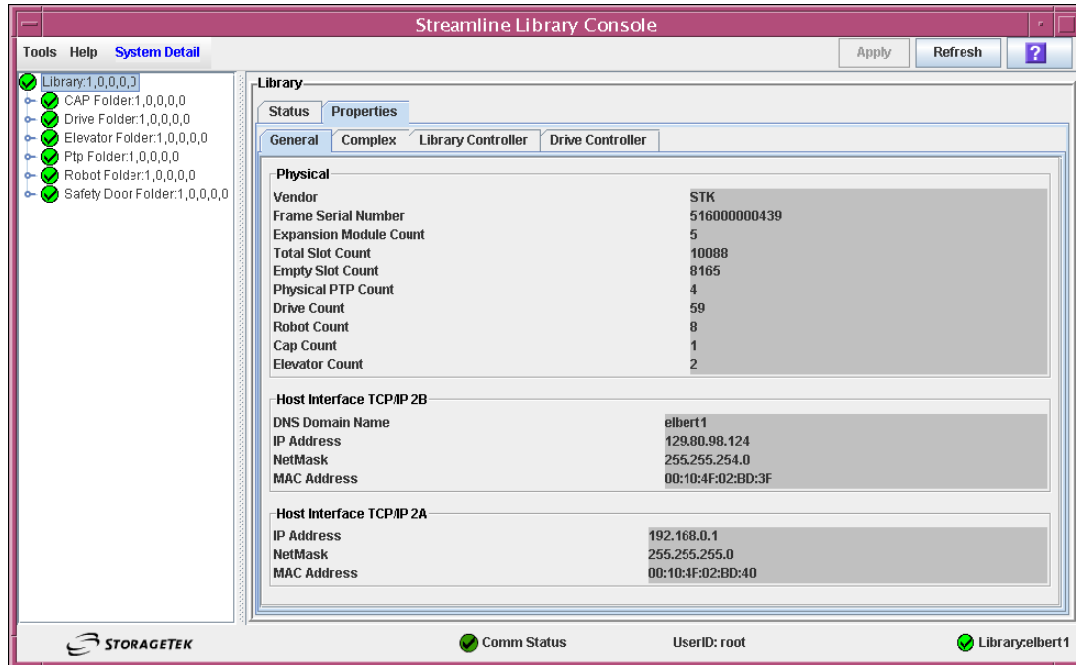 Streamline Library Console
Tools Help System Detail
Apply Refresh ?
Library:1,0,0,0,0
CAP Folder:1,0,0,0,0
Drive Folder:1,0,0,0,0
Elevator Folder:1,0,0,0,0
Ptp Folder:1,0,0,0,0
Robot Folder:1,0,0,0,0
Safety Door Folder:1,0,0,0,0
Library
Status Properties
General Complex Library Controller Drive Controller
Physical
Vendor STK
Frame Serial Number 516000000439
Expansion Module Count 5
Total Slot Count 10088
Empty Slot Count 8165
Physical PTP Count 4
Drive Count 59
Robot Count 8
Cap Count 1
Elevator Count 2
Host Interface TCP/IP 2B
DNS Domain Name elbert1
IP Address 129.80.98.124
NetMask 255.255.254.0
MAC Address 00:10:4F:02:BD:3F
Host Interface TCP/IP 2A
IP Address 192.168.0.1
NetMask 255.255.255.0
MAC Address 00:10:4F:02:BD:40
STORAGETEK Comm Status UserID: root Library:elbert1